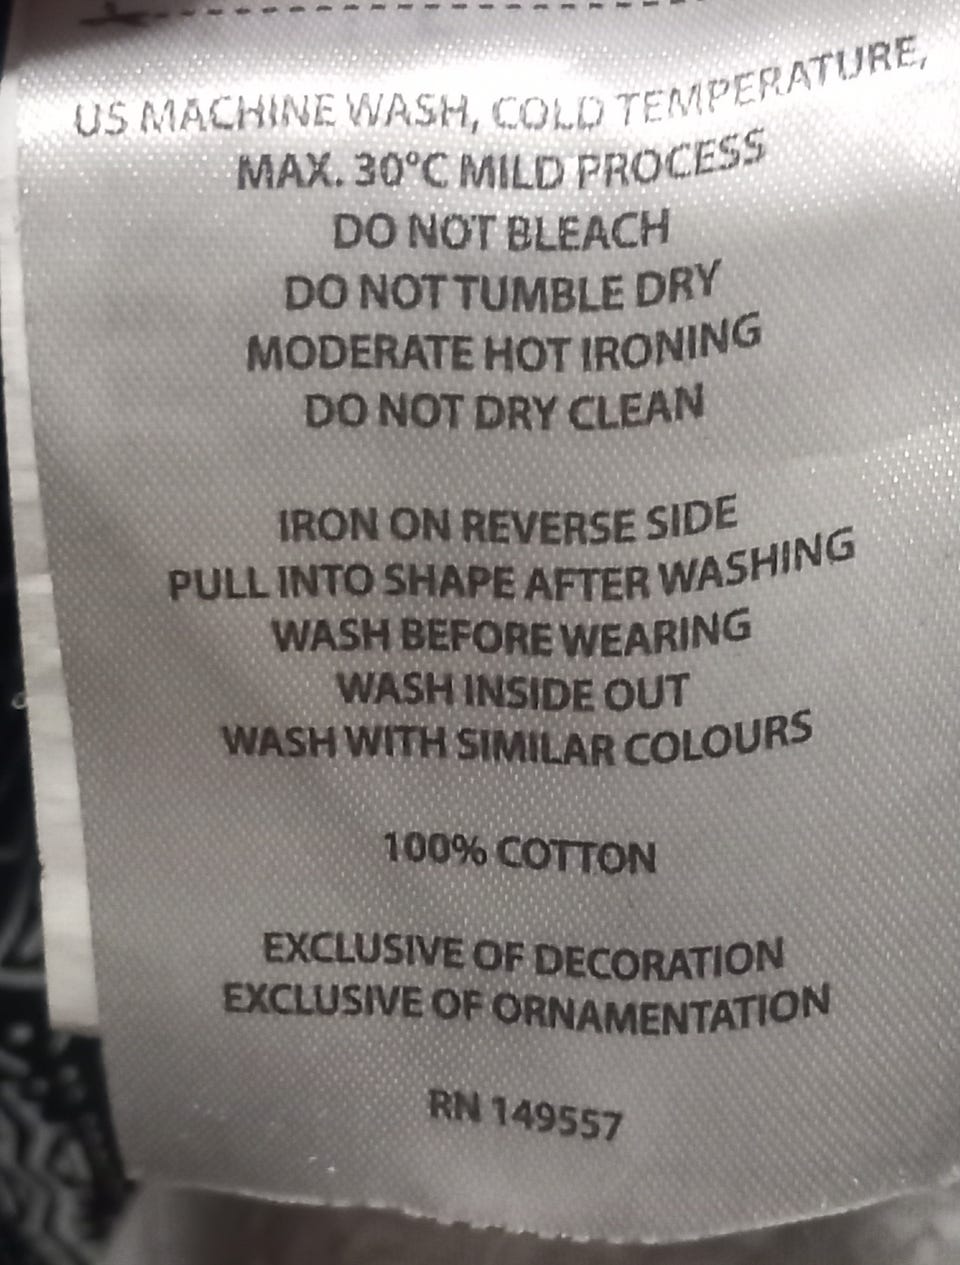 US MACHINE WASH, COLD TEMPERATURE,
MAX. 30°C MILD PROCESS
DO NOT BLEACH
DO NOT TUMBLE DRY
MODERATE HOT IRONING
DO NOT DRY CLEAN
IRON ON REVERSE SIDE
PULL INTO SHAPE AFTER WASHING
WASH BEFORE WEARING
WASH INSIDE OUT
WASH WITH SIMILAR COLOURS
100% COTTON
EXCLUSIVE OF DECORATION
EXCLUSIVE OF ORNAMENTATION
RN 149557